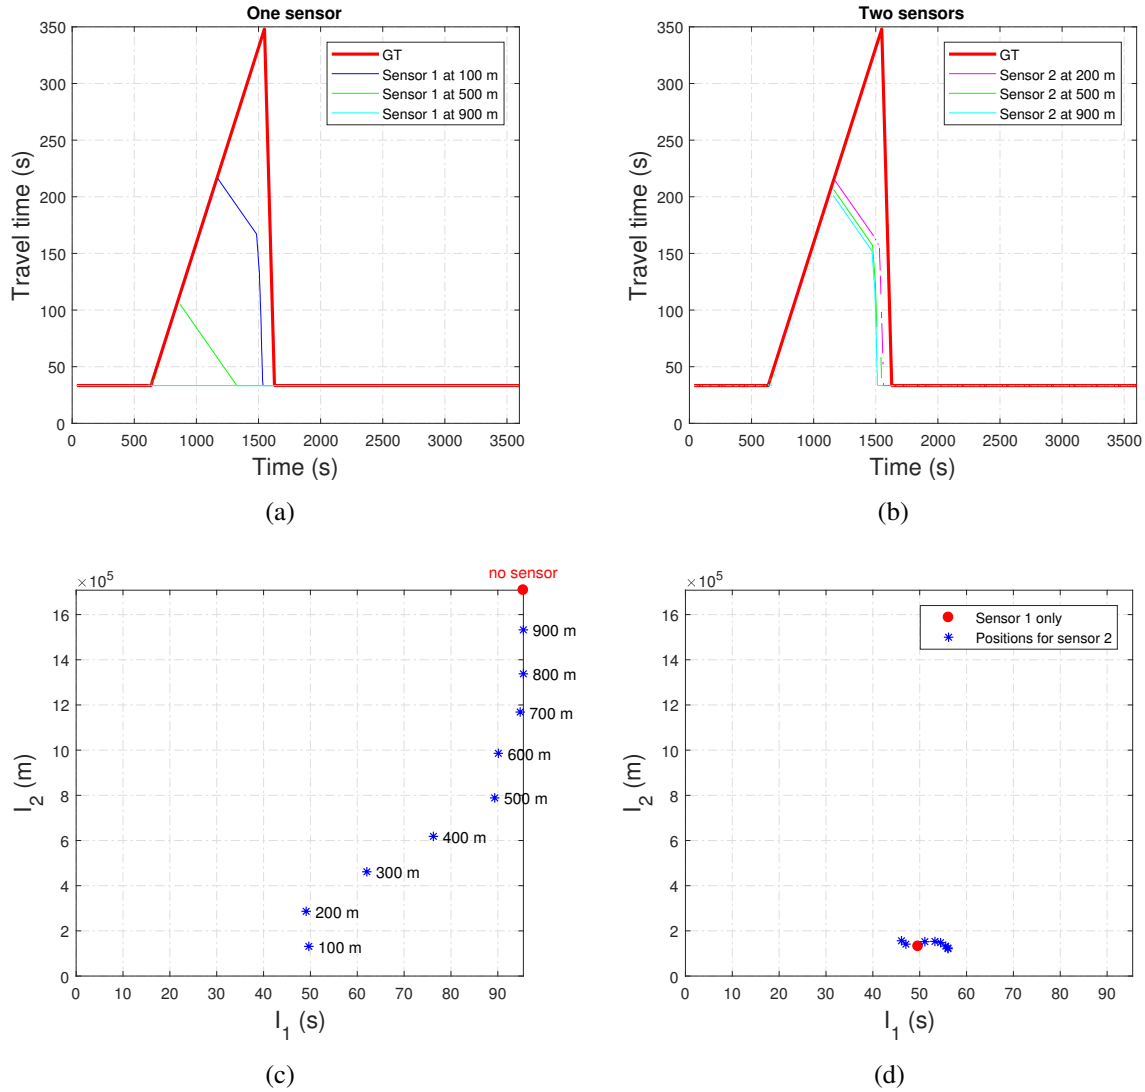 One sensor
350
300
250
200
150
100
50
0
Travel time (s)
GT
Sensor 1 at 100 m
Sensor 1 at 500 m
Sensor 1 at 900 m
0 500 1000 1500 2000 2500 3000 3500
Time (s)
(a)
Two sensors
350
300
250
200
150
100
50
0
Travel time (s)
GT
Sensor 2 at 200 m
Sensor 2 at 500 m
Sensor 2 at 900 m
0 500 1000 1500 2000 2500 3000 3500
Time (s)
(b)
×10^5
no sensor
16
14
12
10
8
6
4
2
0
I_2 (m)
900 m
800 m
700 m
600 m
500 m
400 m
300 m
200 m
100 m
0 10 20 30 40 50 60 70 80 90
I_1 (s)
(c)
×10^5
16
14
12
10
8
6
4
2
0
I_2 (m)
Sensor 1 only
Positions for sensor 2
0 10 20 30 40 50 60 70 80 90
I_1 (s)
(d)